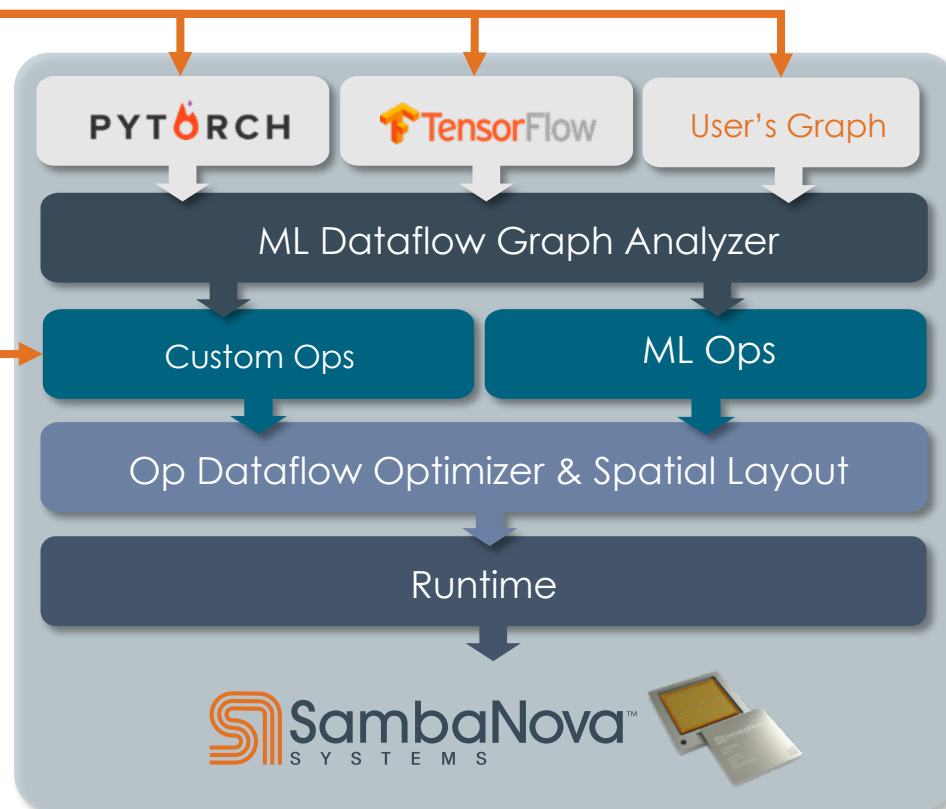 PYTORCH
TensorFlow
User's Graph
ML Dataflow Graph Analyzer
Custom Ops
ML Ops
Op Dataflow Optimizer & Spatial Layout
Runtime
SambaNova™
SYSTEMS
SambaNova